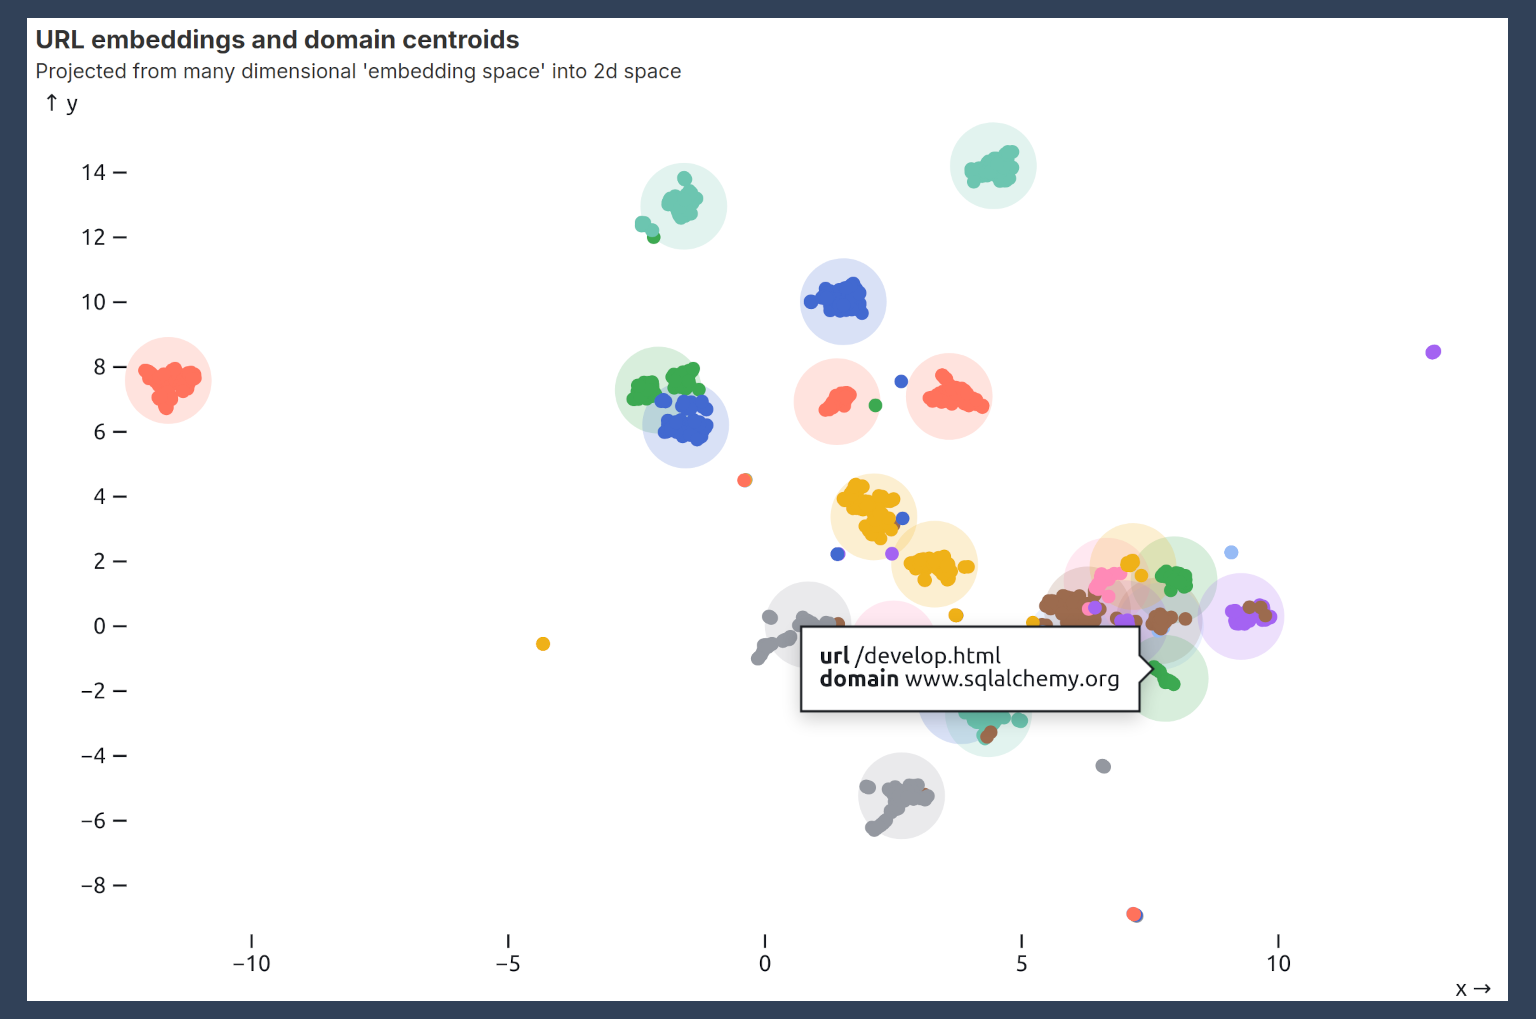 URL embeddings and domain centroids
Projected from many dimensional 'embedding space' into 2d space
↑ y
14
12
10
8
6
4
2
0
−2
−4
−6
−8
url /develop.html
domain www.sqlalchemy.org
−10 −5 0 5 10
x →